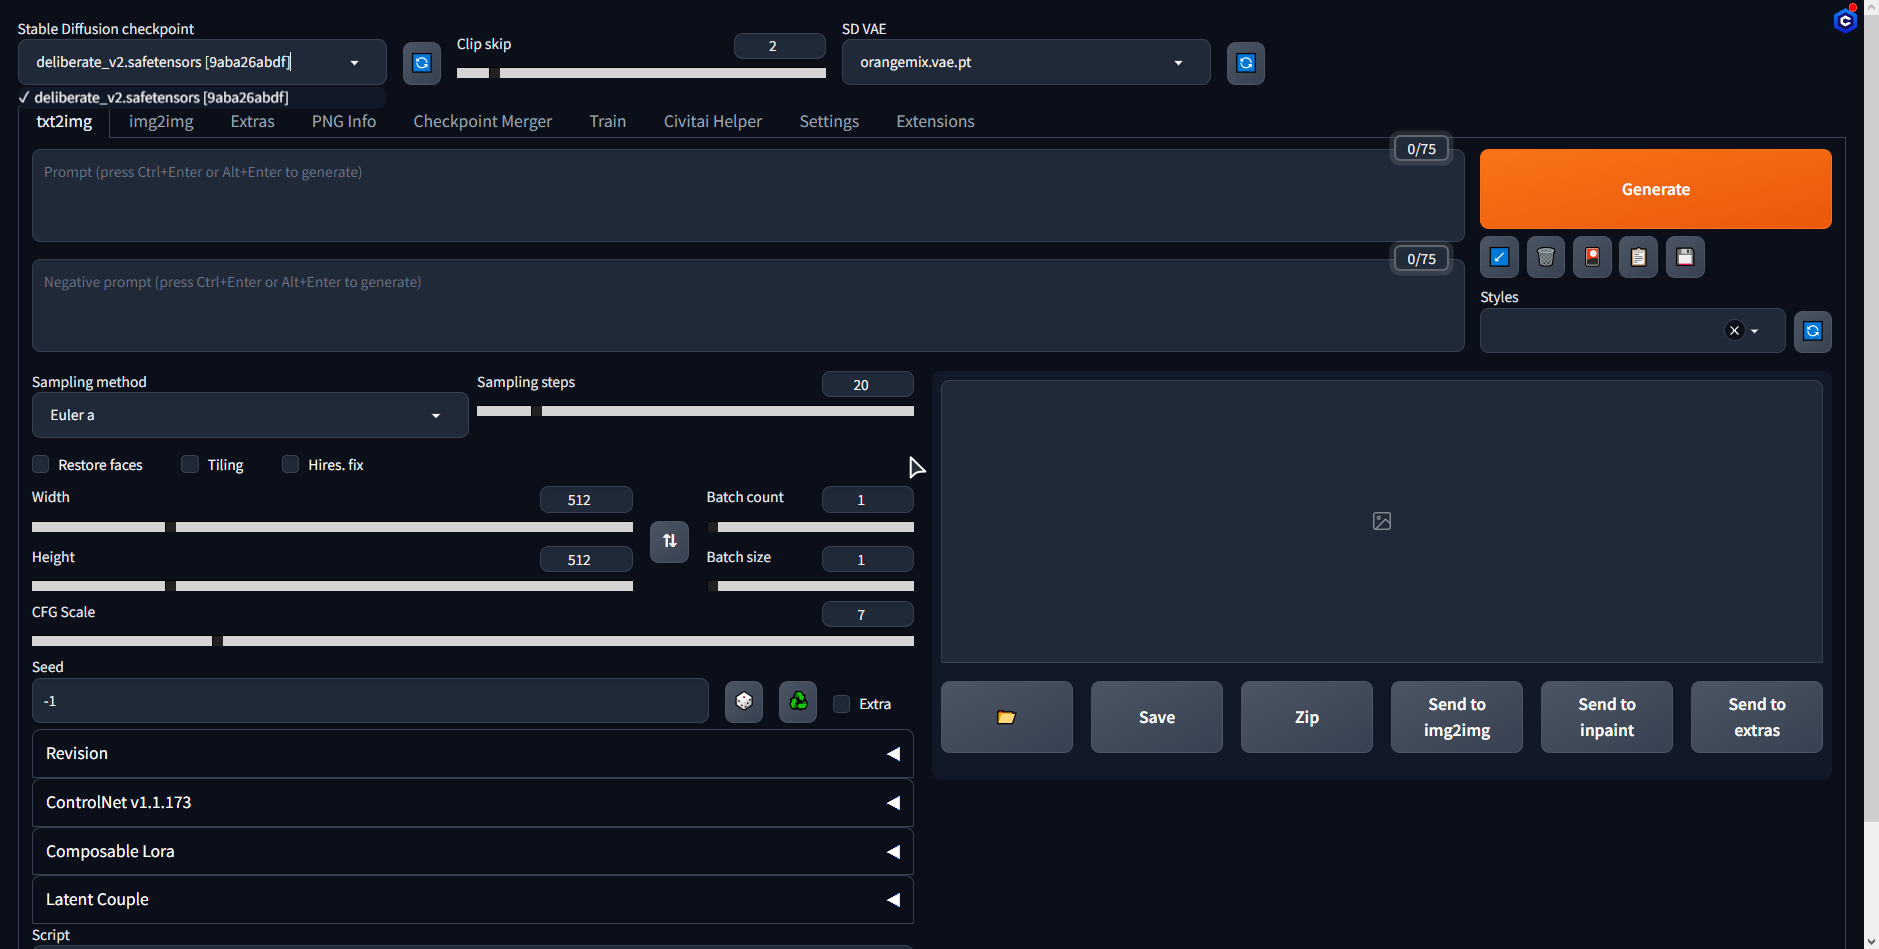 Stable Diffusion checkpoint
deliberate_v2.safetensors [9aba26abdf]
✓ deliberate_v2.safetensors [9aba26abdf]
Clip skip
2
SD VAE
orangemix.vae.pt
txt2img img2img Extras PNG Info Checkpoint Merger Train Civitai Helper Settings Extensions
0/75
Prompt (press Ctrl+Enter or Alt+Enter to generate)
Generate
0/75
Negative prompt (press Ctrl+Enter or Alt+Enter to generate)
Styles
Sampling method
Euler a
Sampling steps
20
Restore faces Tiling Hires. fix
Width
512
Batch count
1
Height
512
Batch size
1
CFG Scale
7
Seed
-1
Extra
Revision
ControlNet v1.1.173
Composable Lora
Latent Couple
Script
Save
Zip
Send to
img2img
Send to
inpaint
Send to
extras